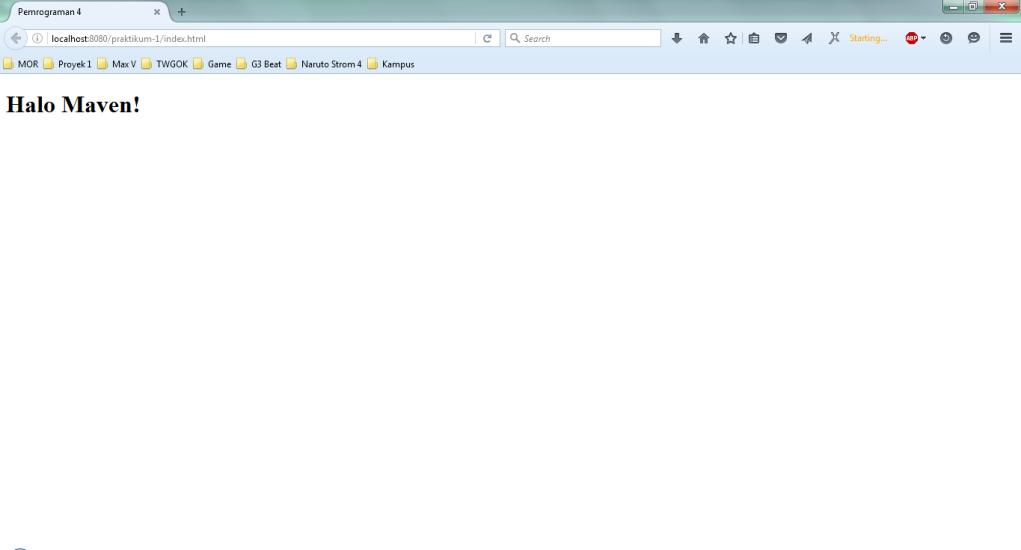 Pemrograman 4
localhost:8080/praktikum-1/index.html
Search
Starting...
ABP
MOR Proyek 1 Max V TWGOK Game G3 Beat Naruto Strom 4 Kampus
Halo Maven!